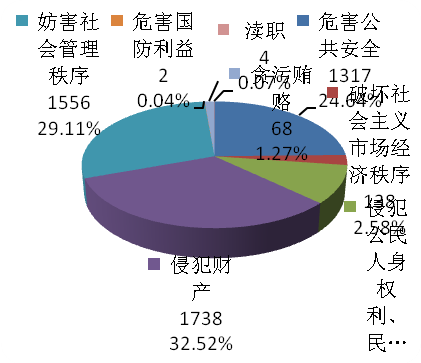 妨害社
会管理
秩序
1556
29.11%
危害国
防利益
2
0.04%
渎职
4
0.07%
贪污贿
赂
68
1.27%
危害公
共安全
1317
24.64%
破坏社
会主义
市场经
济秩序
138
2.58%
侵犯
公民
人身
权
利、
民…
侵犯财
产
1738
32.52%